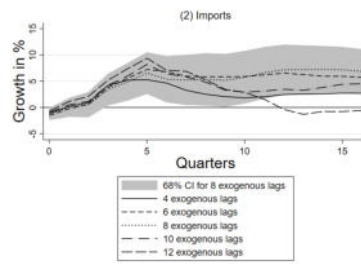 (2) Imports
Growth in %
15
10
5
0
-5
0
5
10
15
Quarters
68% CI for 8 exogenous lags
4 exogenous lags
6 exogenous lags
8 exogenous lags
10 exogenous lags
12 exogenous lags